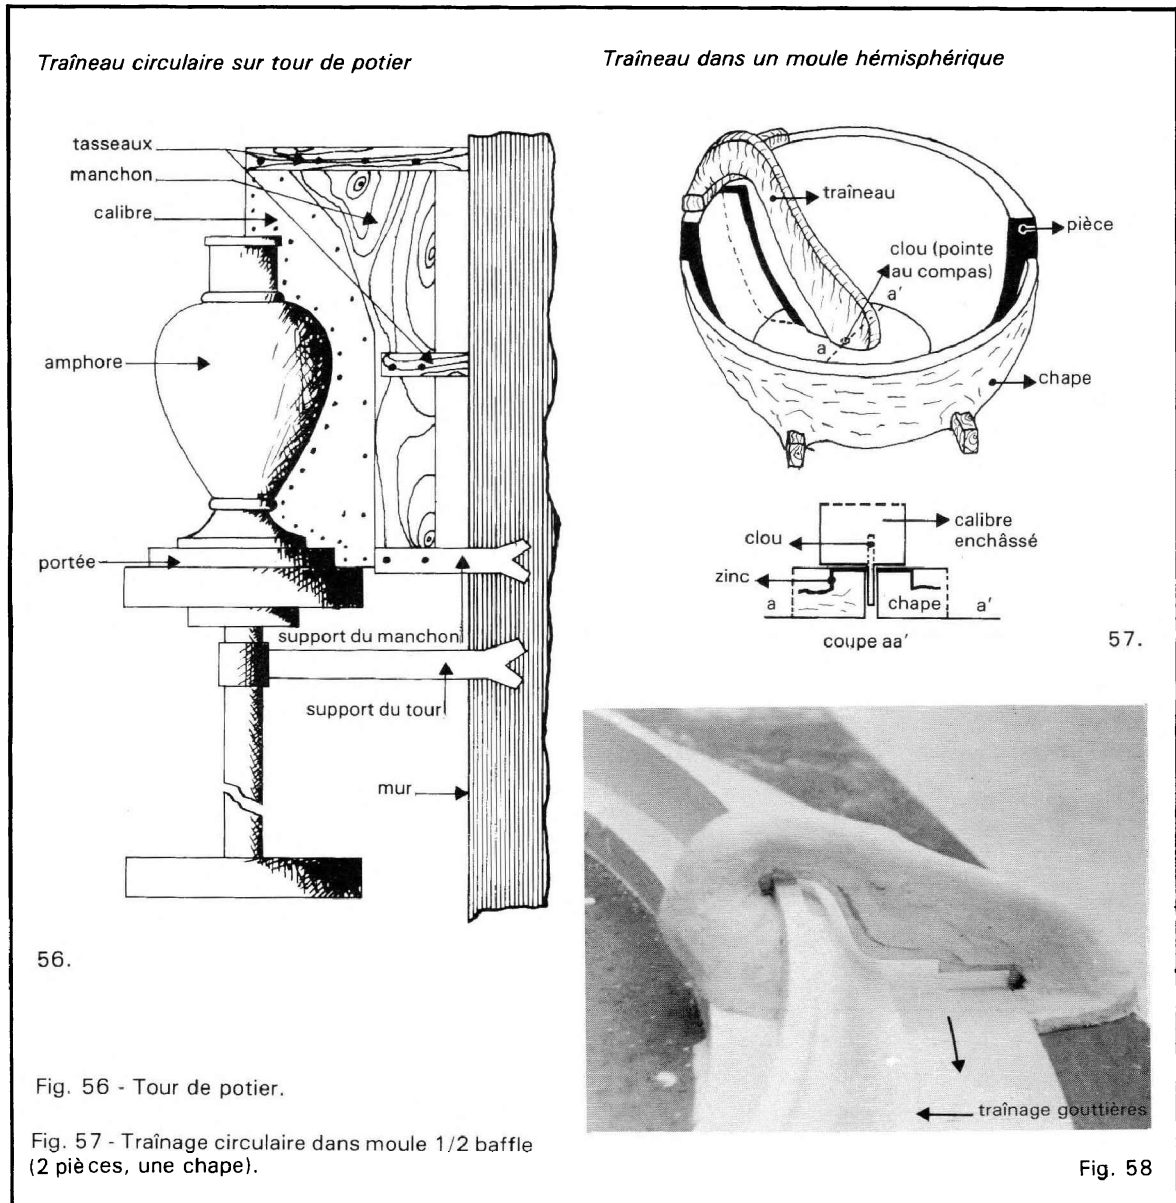 Traîneau circulaire sur tour de potier
tasseaux
manchon
calibre
amphore
portée
support du manchon
support du tour
mur
56.
Fig. 56 - Tour de potier.
Fig. 57 - Traînage circulaire dans moule 1/2 baffle
(2 pièces, une chape).
Traîneau dans un moule hémisphérique
traîneau
pièce
clou (pointe
au compas)
a'
a
chape
clou
calibre
enchâssé
zinc
a
chape
a'
coupe aa'
57.
traînage gouttières
Fig. 58